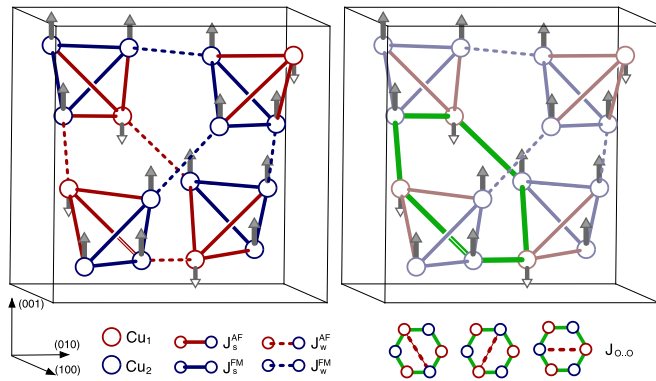 (001)
(010)
(100)
Cu₁ J_s^AF J_w^AF
Cu₂ J_s^FM J_w^FM
J_O..O